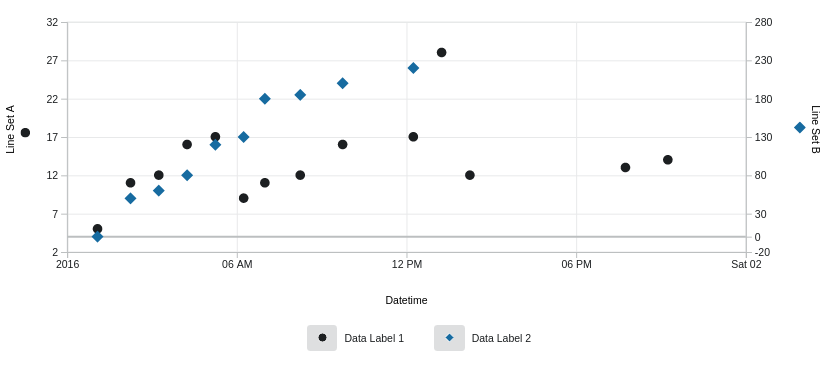 32
27
22
17
12
7
2
Line Set A
280
230
180
130
80
30
0
-20
Line Set B
2016
06 AM
12 PM
06 PM
Sat 02
Datetime
Data Label 1
Data Label 2